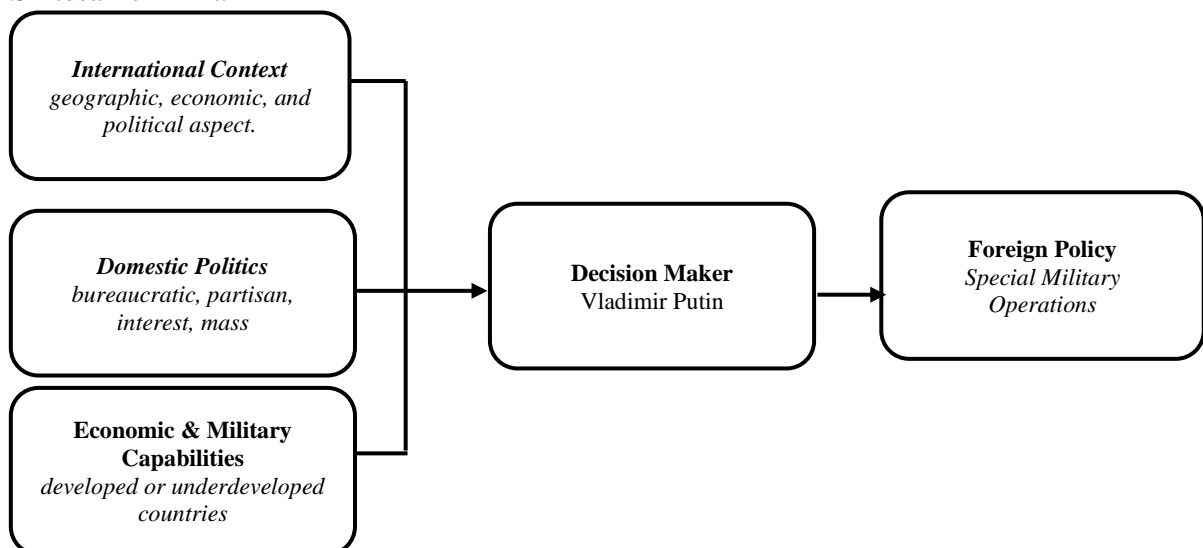 International Context
geographic, economic, and
political aspect.
Domestic Politics
bureaucratic, partisan,
interest, mass
Economic & Military
Capabilities
developed or underdeveloped
countries
Decision Maker
Vladimir Putin
Foreign Policy
Special Military
Operations